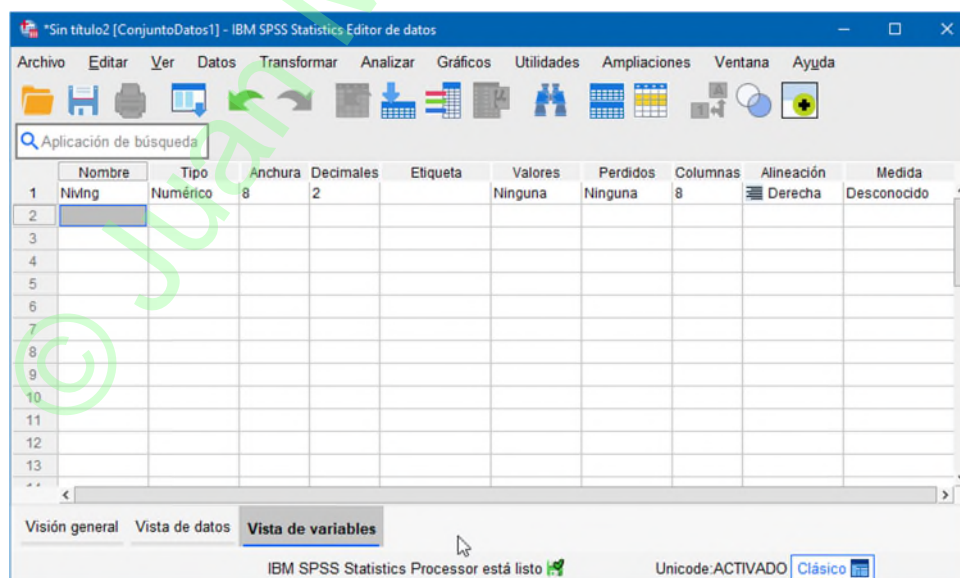 *Sin título2 [ConjuntoDatos1] - IBM SPSS Statistics Editor de datos
Archivo Editar Ver Datos Transformar Analizar Gráficos Utilidades Ampliaciones Ventana Ayuda
Aplicación de búsqueda
Nombre Tipo Anchura Decimales Etiqueta Valores Perdidos Columnas Alineación Medida
1 NivIng Numérico 8 2 Ninguna Ninguna 8 Derecha Desconocido
2
3
4
5
6
7
8
9
10
11
12
13
Visión general Vista de datos Vista de variables
IBM SPSS Statistics Processor está listo Unicode:ACTIVADO Clásico
© Juan